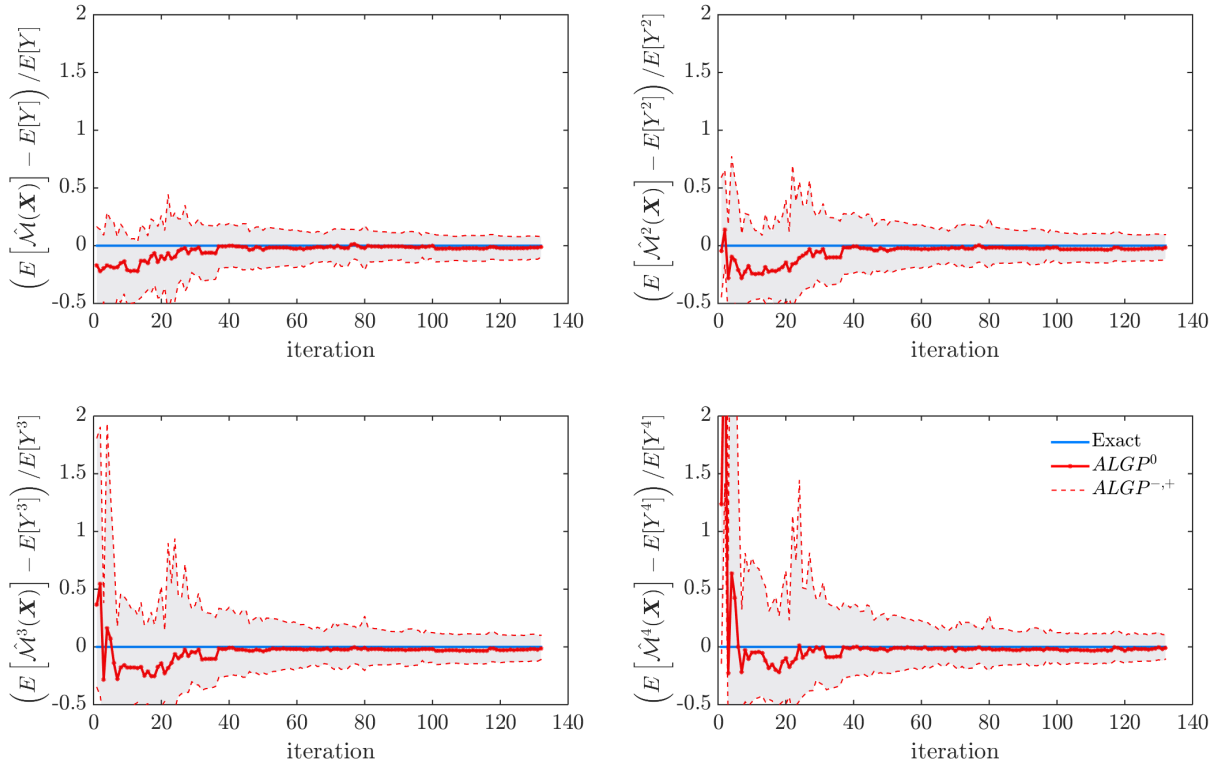 (E [ℳ̂(X)] − E[Y]) /E[Y]
2
1.5
1
0.5
0
-0.5
0 20 40 60 80 100 120 140
iteration
(E [ℳ̂²(X)] − E[Y²]) /E[Y²]
2
1.5
1
0.5
0
-0.5
0 20 40 60 80 100 120 140
iteration
(E [ℳ̂³(X)] − E[Y³]) /E[Y³]
2
1.5
1
0.5
0
-0.5
0 20 40 60 80 100 120 140
iteration
(E [ℳ̂⁴(X)] − E[Y⁴]) /E[Y⁴]
2
1.5
1
0.5
0
-0.5
0 20 40 60 80 100 120 140
iteration
Exact
ALGP⁰
ALGP⁻,⁺